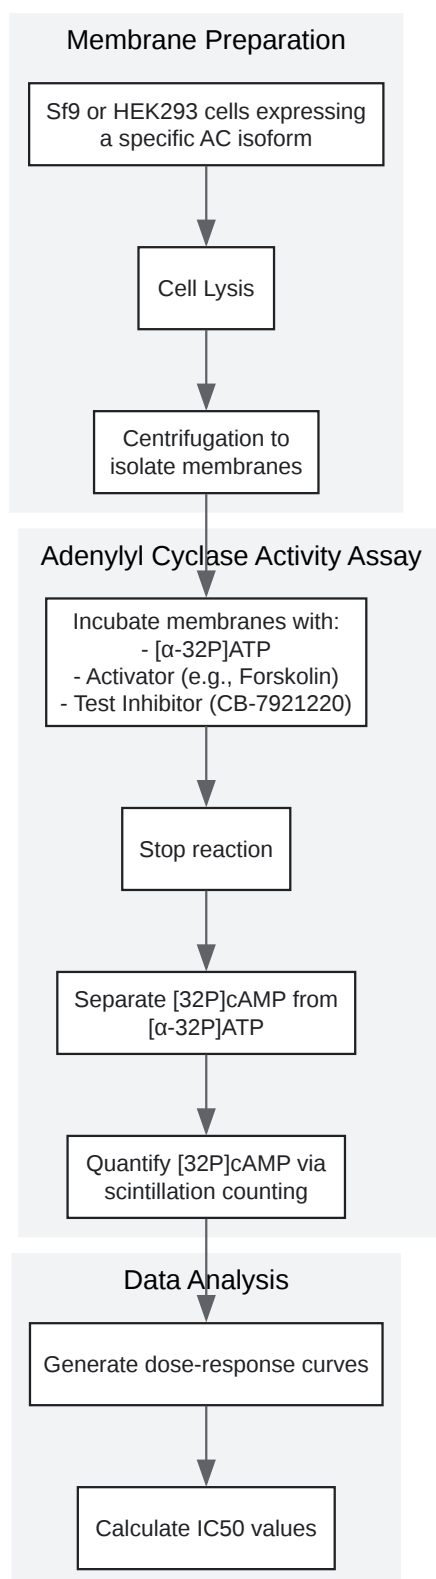 Membrane Preparation
Sf9 or HEK293 cells expressing
a specific AC isoform
Cell Lysis
Centrifugation to
isolate membranes
Adenylyl Cyclase Activity Assay
Incubate membranes with:
- [α-32P]ATP
- Activator (e.g., Forskolin)
- Test Inhibitor (CB-7921220)
Stop reaction
Separate [32P]cAMP from
[α-32P]ATP
Quantify [32P]cAMP via
scintillation counting
Data Analysis
Generate dose-response curves
Calculate IC50 values